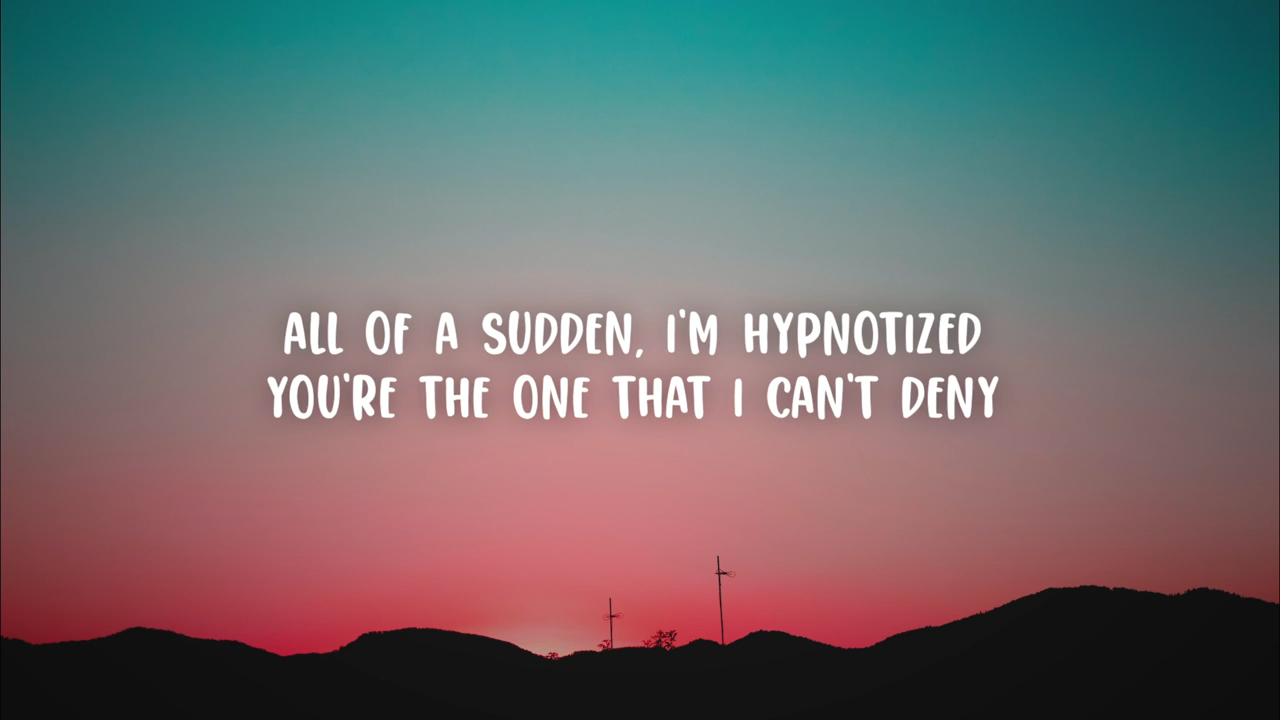 ALL OF A SUDDEN, I'M HYPNOTIZED
YOU'RE THE ONE THAT I CAN'T DENY